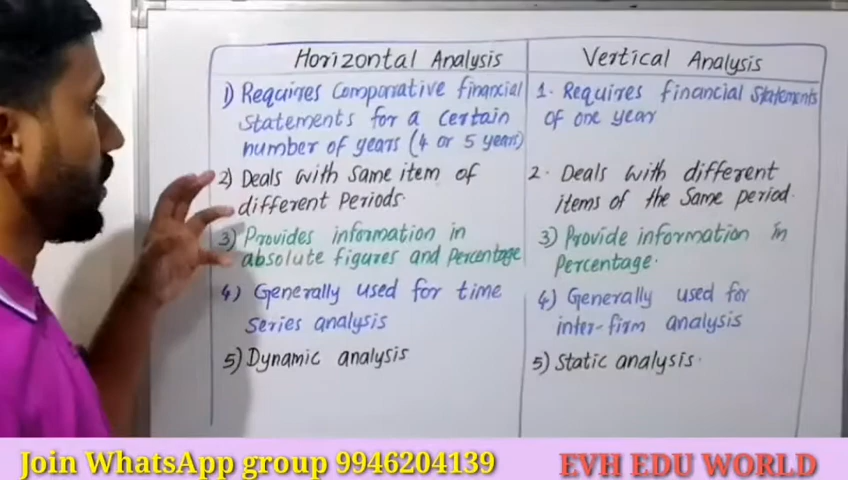 Horizontal Analysis
1) Requires Comparative financial
statements for a certain
number of years (4 or 5 years)
2) Deals with same item of
different Periods.
3) Provides information in
absolute figures and Percentage
4) Generally used for time
series analysis
5) Dynamic analysis
Vertical Analysis
1. Requires financial statements
of one year
2. Deals with different
items of the same period.
3) Provide information in
Percentage.
4) Generally used for
inter-firm analysis
5) Static analysis.
Join WhatsApp group 9946204139
EVH EDU WORLD